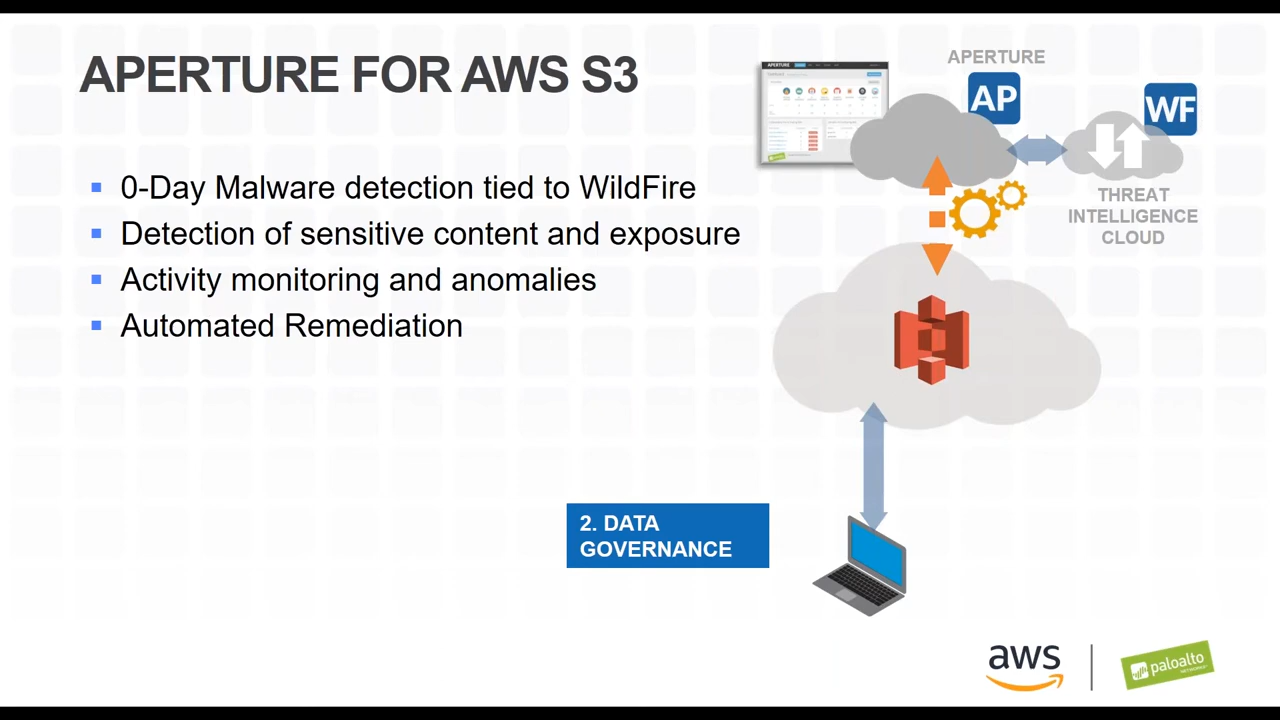 APERTURE FOR AWS S3
0-Day Malware detection tied to WildFire
Detection of sensitive content and exposure
Activity monitoring and anomalies
Automated Remediation
APERTURE
APERTURE
AP
WF
THREAT
INTELLIGENCE
CLOUD
2. DATA
GOVERNANCE
aws
paloalto